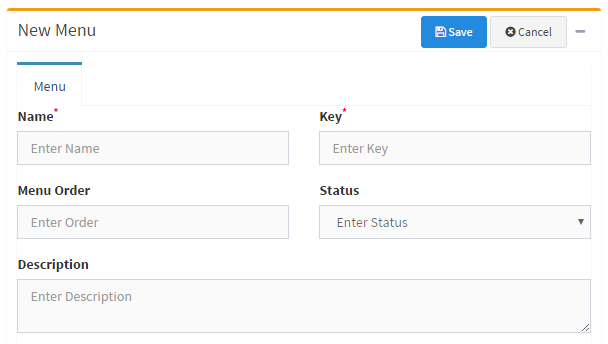 New Menu Save Cancel
Menu
Name* Key*
Enter Name Enter Key
Menu Order Status
Enter Order Enter Status
Description
Enter Description